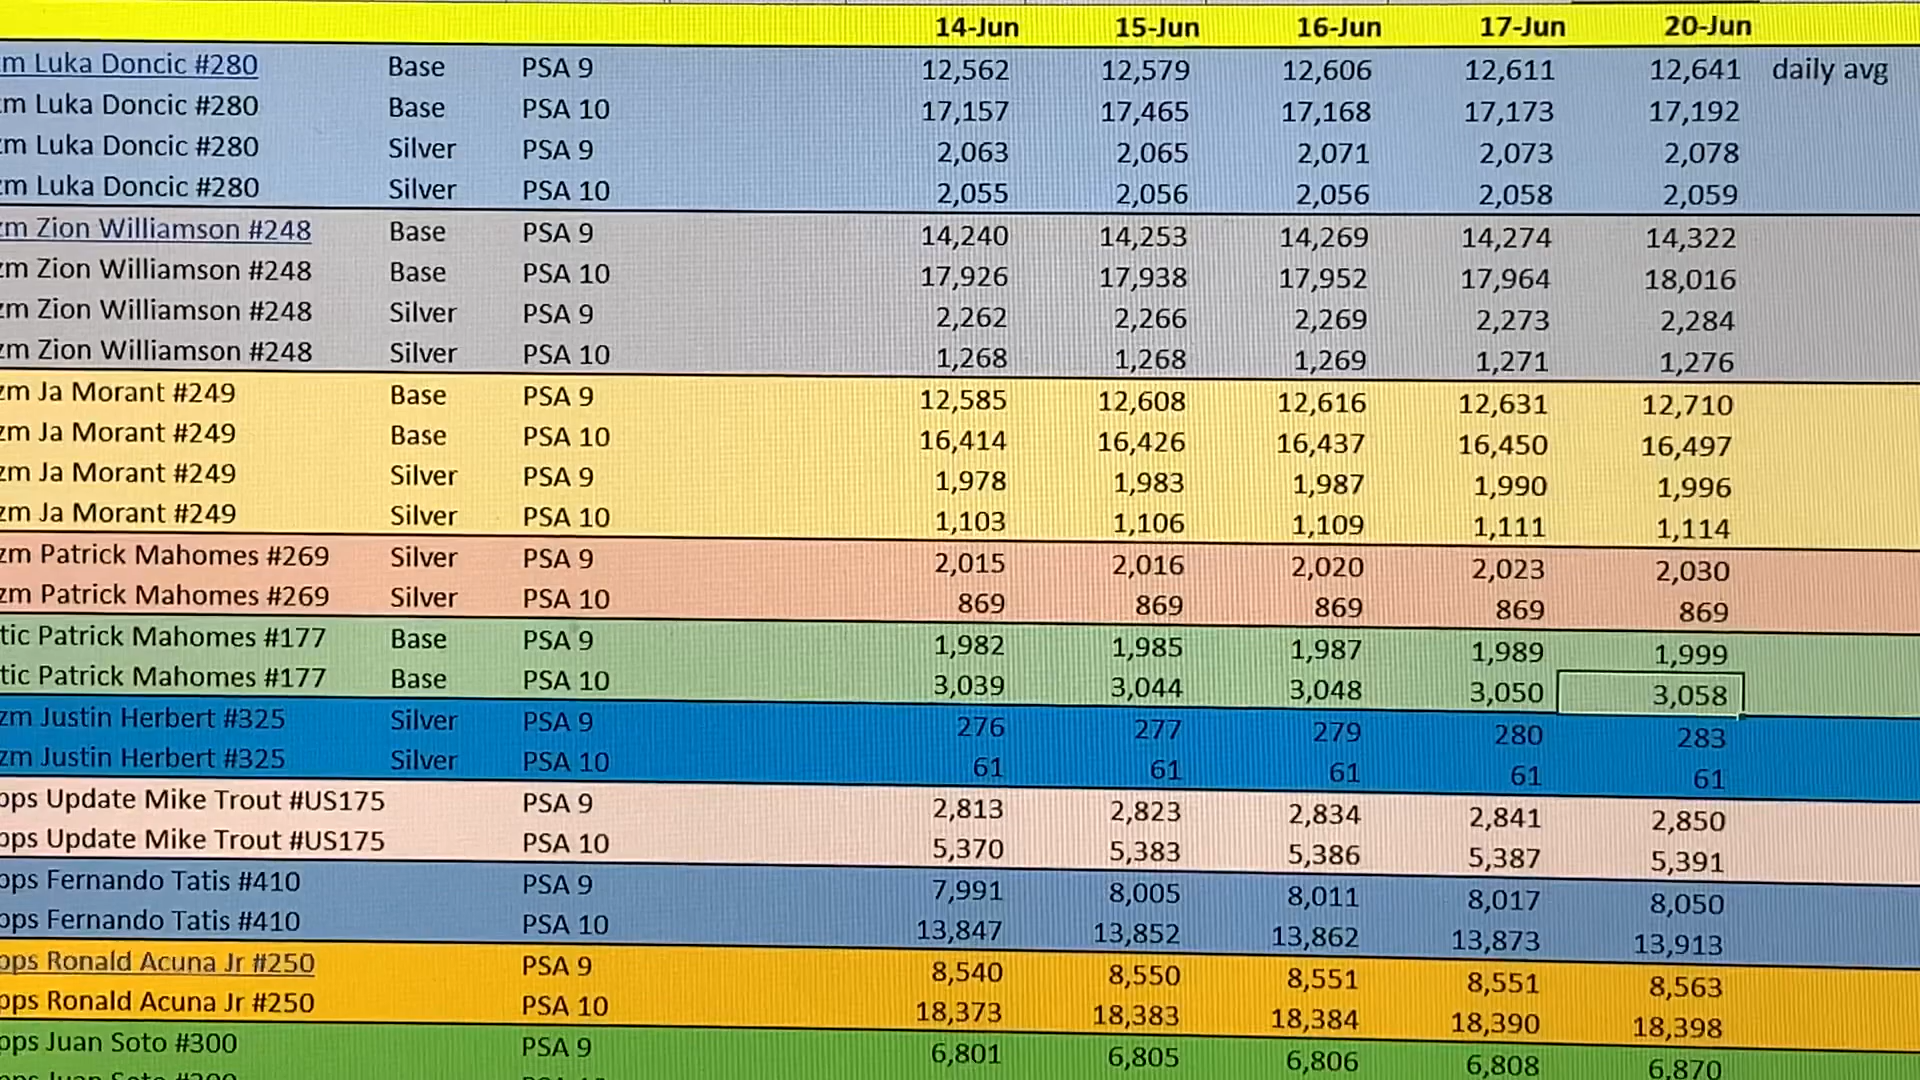 14-Jun 15-Jun 16-Jun 17-Jun 20-Jun
zm Luka Doncic #280 Base PSA 9 12,562 12,579 12,606 12,611 12,641 daily avg
zm Luka Doncic #280 Base PSA 10 17,157 17,465 17,168 17,173 17,192
zm Luka Doncic #280 Silver PSA 9 2,063 2,065 2,071 2,073 2,078
zm Luka Doncic #280 Silver PSA 10 2,055 2,056 2,056 2,058 2,059
zm Zion Williamson #248 Base PSA 9 14,240 14,253 14,269 14,274 14,322
zm Zion Williamson #248 Base PSA 10 17,926 17,938 17,952 17,964 18,016
zm Zion Williamson #248 Silver PSA 9 2,262 2,266 2,269 2,273 2,284
zm Zion Williamson #248 Silver PSA 10 1,268 1,268 1,269 1,271 1,276
zm Ja Morant #249 Base PSA 9 12,585 12,608 12,616 12,631 12,710
zm Ja Morant #249 Base PSA 10 16,414 16,426 16,437 16,450 16,497
zm Ja Morant #249 Silver PSA 9 1,978 1,983 1,987 1,990 1,996
zm Ja Morant #249 Silver PSA 10 1,103 1,106 1,109 1,111 1,114
zm Patrick Mahomes #269 Silver PSA 9 2,015 2,016 2,020 2,023 2,030
zm Patrick Mahomes #269 Silver PSA 10 869 869 869 869 869
tic Patrick Mahomes #177 Base PSA 9 1,982 1,985 1,987 1,989 1,999
tic Patrick Mahomes #177 Base PSA 10 3,039 3,044 3,048 3,050 3,058
zm Justin Herbert #325 Silver PSA 9 276 277 279 280 283
zm Justin Herbert #325 Silver PSA 10 61 61 61 61 61
pps Update Mike Trout #US175 PSA 9 2,813 2,823 2,834 2,841 2,850
pps Update Mike Trout #US175 PSA 10 5,370 5,383 5,386 5,387 5,391
pps Fernando Tatis #410 PSA 9 7,991 8,005 8,011 8,017 8,050
pps Fernando Tatis #410 PSA 10 13,847 13,852 13,862 13,873 13,913
pps Ronald Acuna Jr #250 PSA 9 8,540 8,550 8,551 8,551 8,563
pps Ronald Acuna Jr #250 PSA 10 18,373 18,383 18,384 18,390 18,398
pps Juan Soto #300 PSA 9 6,801 6,805 6,806 6,808 6,870